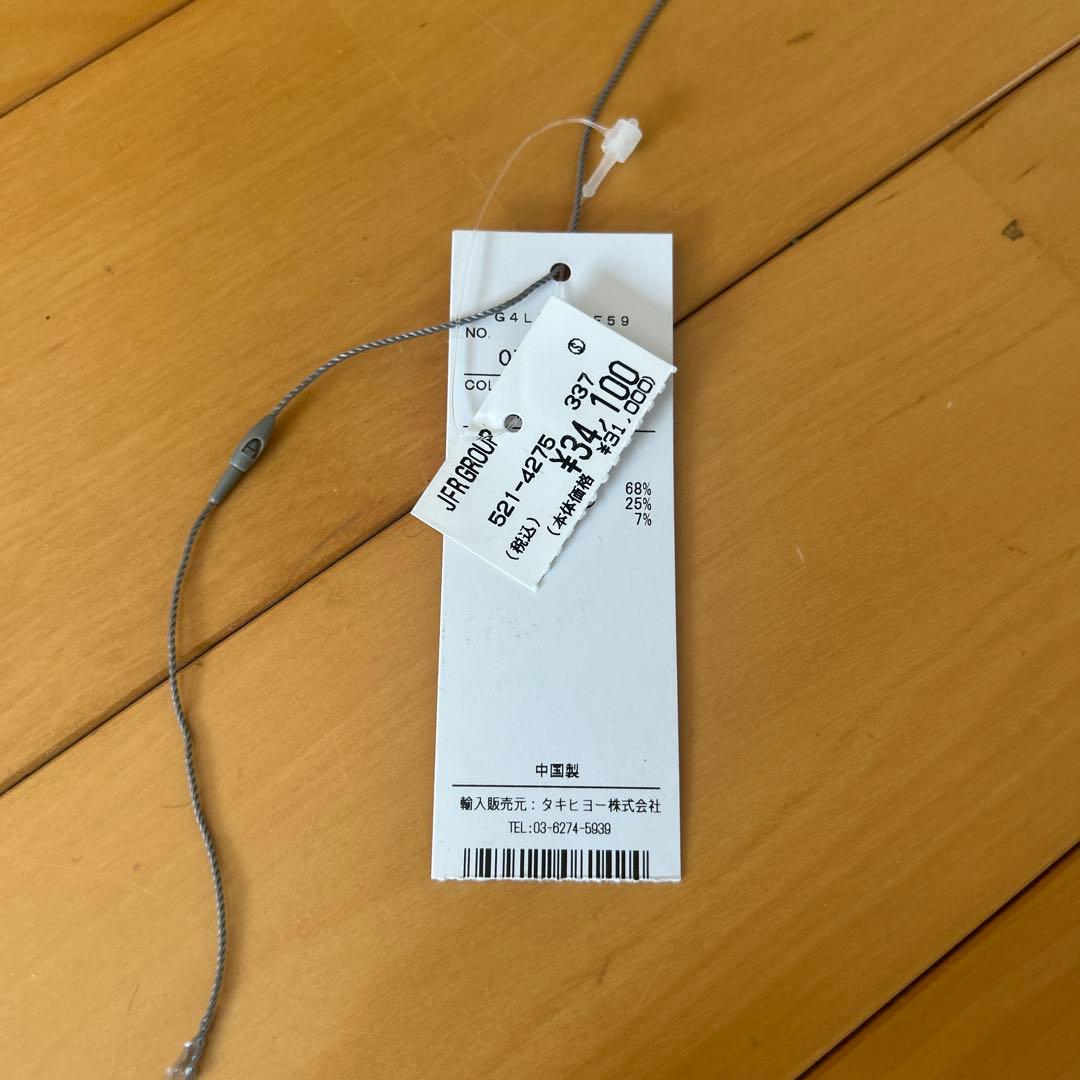 G4L
E59
NO.
COL
JFR GROUP
521-4275
337
(税込)
¥34,100
(本体価格
¥31,000)
68%
25%
7%
中国製
輸入販売元:タキヒヨー株式会社
TEL:03-6274-5939